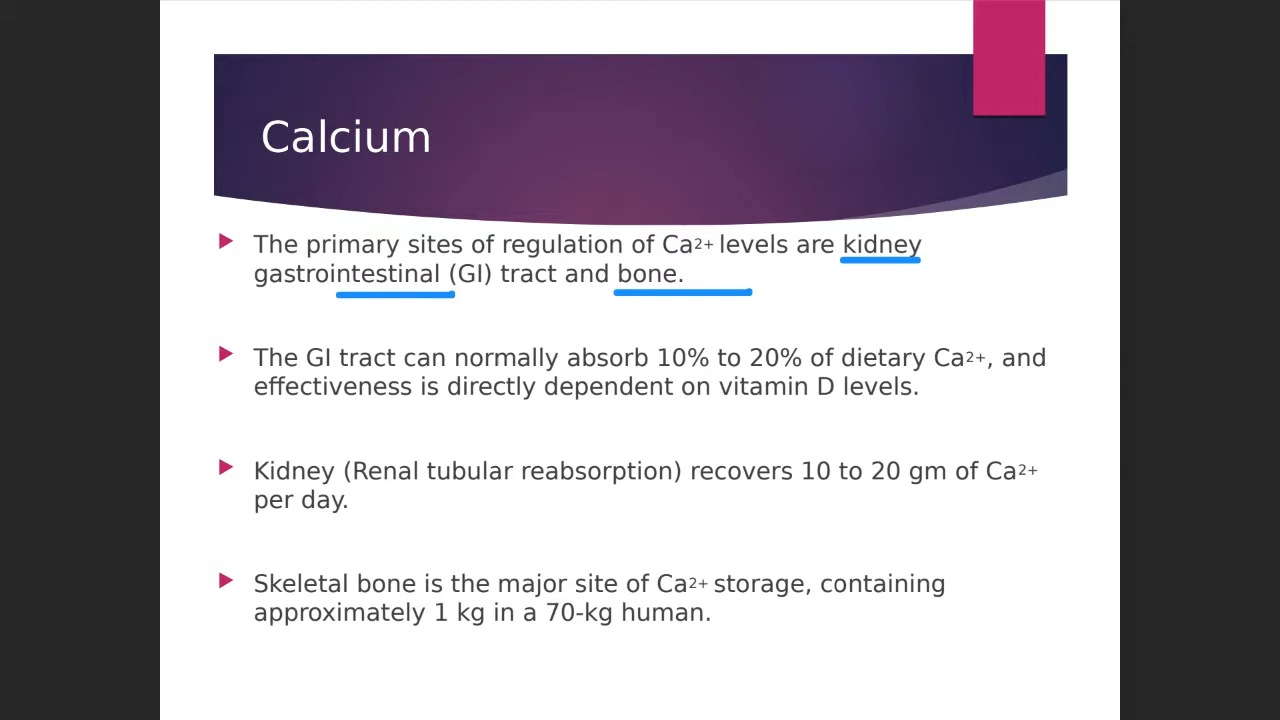 Calcium
The primary sites of regulation of Ca²⁺ levels are kidney
gastrointestinal (GI) tract and bone.
The GI tract can normally absorb 10% to 20% of dietary Ca²⁺, and
effectiveness is directly dependent on vitamin D levels.
Kidney (Renal tubular reabsorption) recovers 10 to 20 gm of Ca²⁺
per day.
Skeletal bone is the major site of Ca²⁺ storage, containing
approximately 1 kg in a 70-kg human.